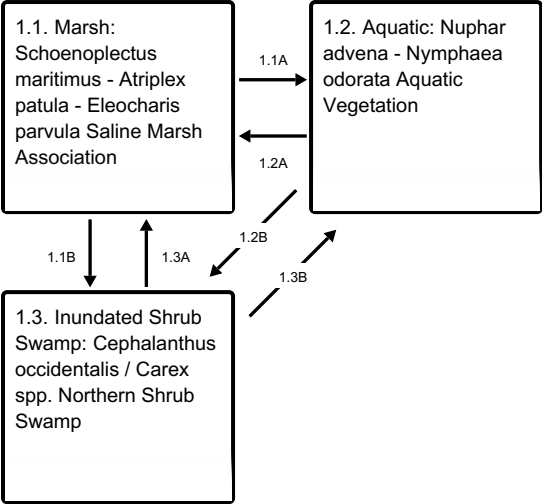 1.1. Marsh:
Schoenoplectus
maritimus - Atriplex
patula - Eleocharis
parvula Saline Marsh
Association
1.1A
1.2. Aquatic: Nuphar
advena - Nymphaea
odorata Aquatic
Vegetation
1.2A
1.2B
1.1B
1.3A
1.3B
1.3. Inundated Shrub
Swamp: Cephalanthus
occidentalis / Carex
spp. Northern Shrub
Swamp